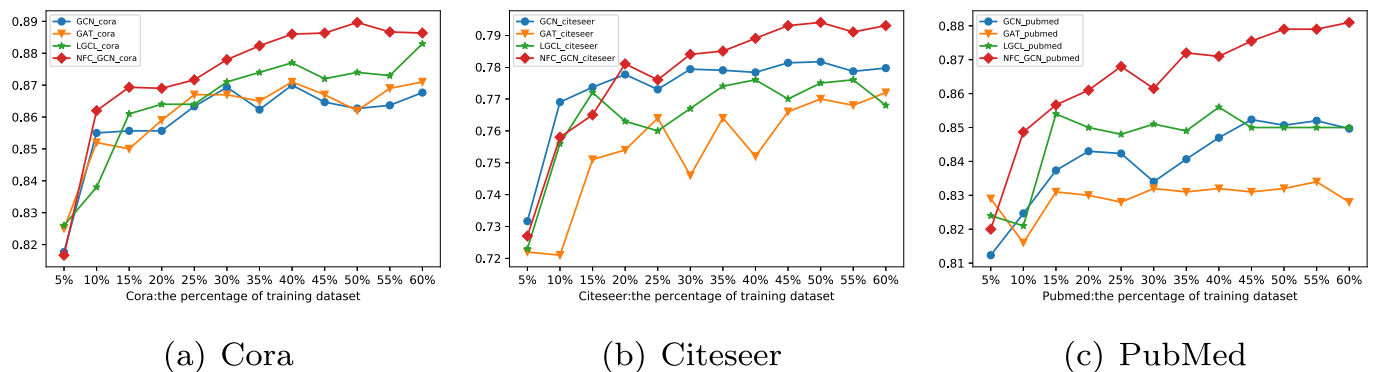 0.89
0.88
0.87
0.86
0.85
0.84
0.83
0.82
GCN_cora
GAT_cora
LGCL_cora
NFC_GCN_cora
5% 10% 15% 20% 25% 30% 35% 40% 45% 50% 55% 60%
Cora:the percentage of training dataset
(a) Cora
0.79
0.78
0.77
0.76
0.75
0.74
0.73
0.72
GCN_citeseer
GAT_citeseer
LGCL_citeseer
NFC_GCN_citeseer
5% 10% 15% 20% 25% 30% 35% 40% 45% 50% 55% 60%
Citeseer:the percentage of training dataset
(b) Citeseer
0.88
0.87
0.86
0.85
0.84
0.83
0.82
0.81
GCN_pubmed
GAT_pubmed
LGCL_pubmed
NFC_GCN_pubmed
5% 10% 15% 20% 25% 30% 35% 40% 45% 50% 55% 60%
Pubmed:the percentage of training dataset
(c) PubMed